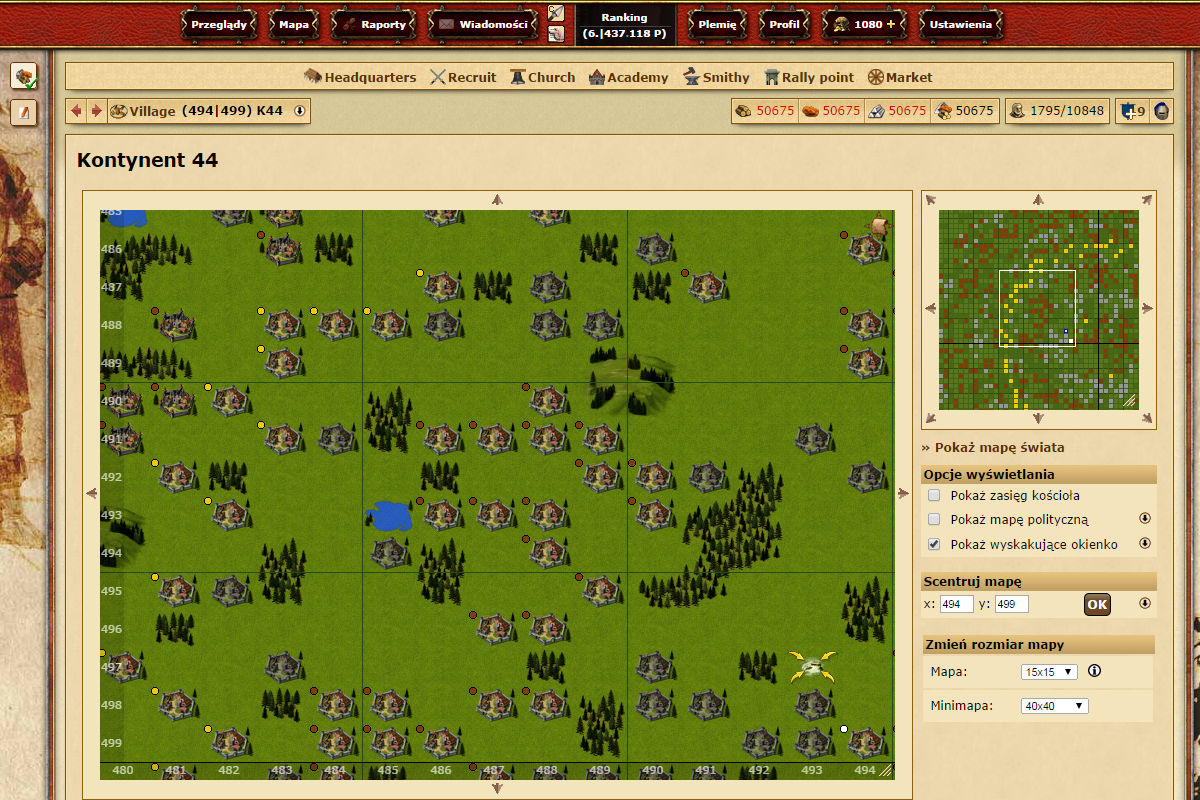 Przeglądy Mapa Raporty Wiadomości Ranking Plemię Profil 1080 + Ustawienia
(6.|437.118 P)
Headquarters Recruit Church Academy Smithy Rally point Market
Village (494|499) K44 50675 50675 50675 50675 1795/10848 9
Kontynent 44
485
486
487
488
489
490
491
492
493
494
495
496
497
498
499
480 481 482 483 484 485 486 487 488 489 490 491 492 493 494
» Pokaż mapę świata
Opcje wyświetlania
Pokaż zasięg kościoła
Pokaż mapę polityczną
Pokaż wyskakujące okienko
Scentruj mapę
x: 494 y: 499 OK
Zmień rozmiar mapy
Mapa: 15x15
Minimapa: 40x40